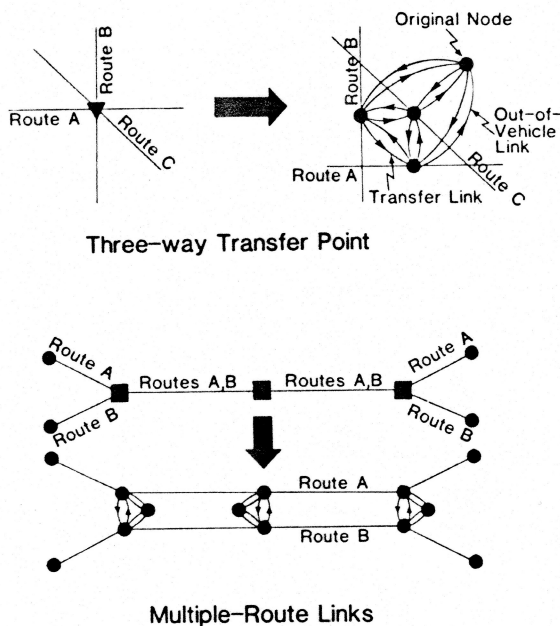 Route B
Route A
Route C
Original Node
Route B
Out-of-
Vehicle
Link
Route A
Transfer Link
Route C
Three-way Transfer Point
Route A
Route B
Routes A,B
Routes A,B
Route A
Route B
Route A
Route B
Multiple-Route Links